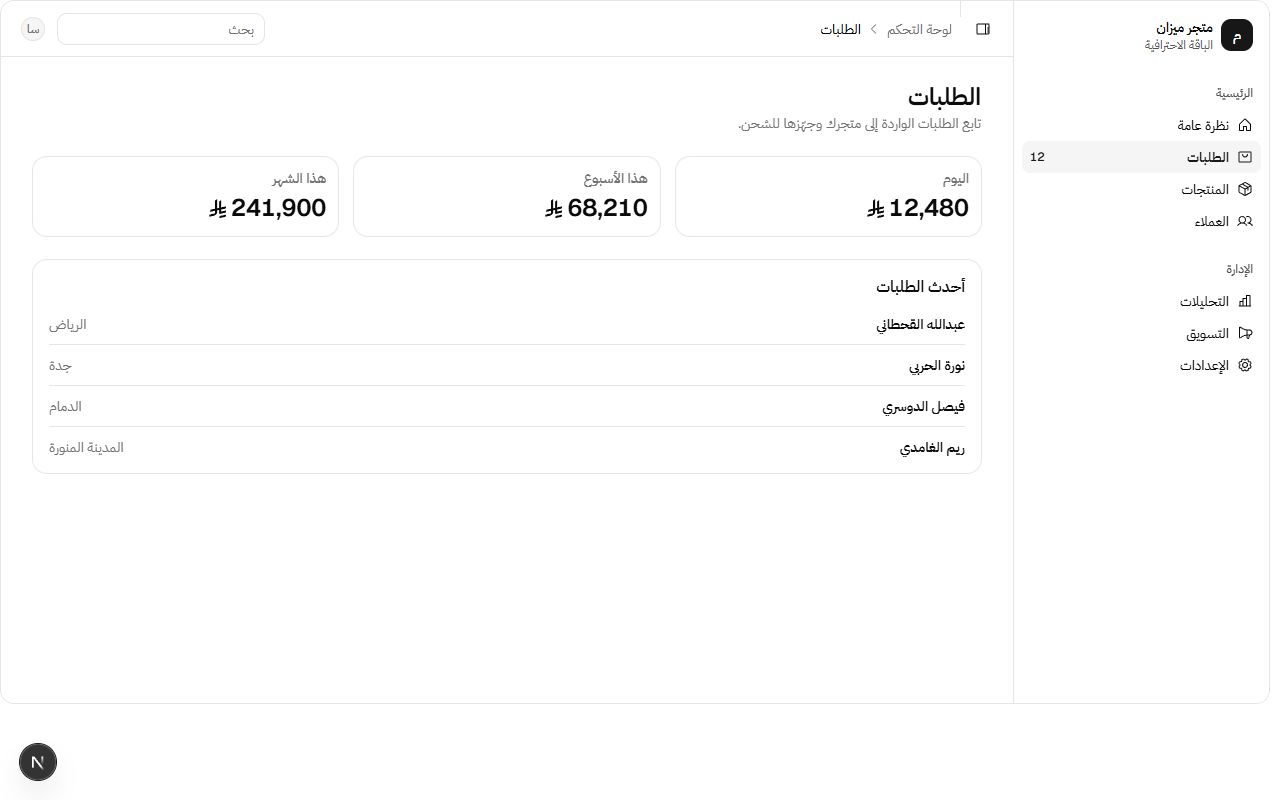 م
متجر ميزان
الباقة الاحترافية
الرئيسية
نظرة عامة
الطلبات 12
المنتجات
العملاء
الإدارة
التحليلات
التسويق
الإعدادات
لوحة التحكم
الطلبات
بحث
سا
الطلبات
تابع الطلبات الواردة إلى متجرك وجهّزها للشحن.
اليوم
12,480 ⃁
هذا الأسبوع
68,210 ⃁
هذا الشهر
241,900 ⃁
أحدث الطلبات
عبدالله القحطاني الرياض
نورة الحربي جدة
فيصل الدوسري الدمام
ريم الغامدي المدينة المنورة
N